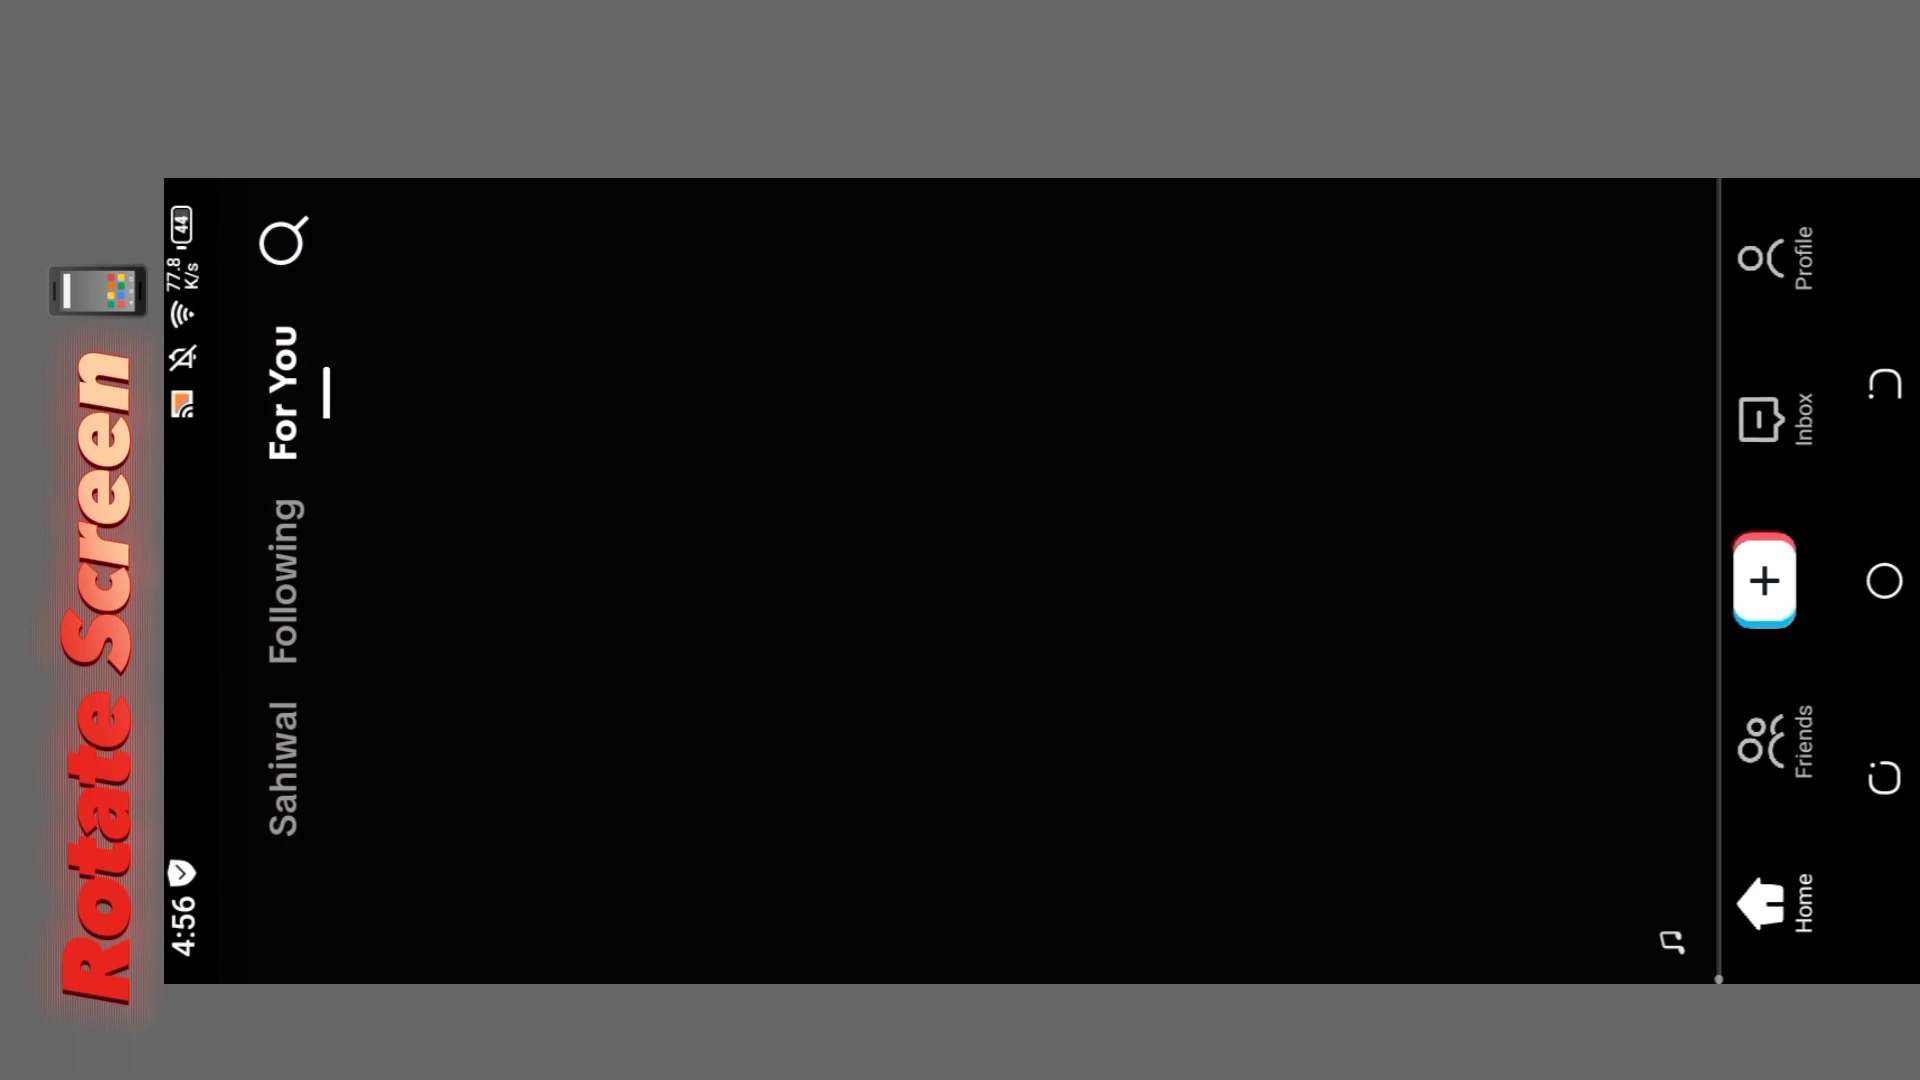 Rotate Screen
4:56 77.8 K/s 44
Sahiwal Following For You
Home Friends Inbox Profile